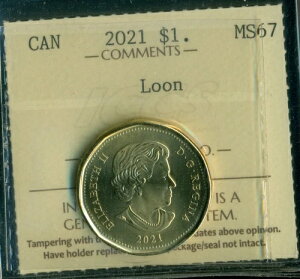 CAN 2021 $1. MS67
COMMENTS
Loon
O.
ELIZABETH II D·G·REGINA
2021
IN IS A
GE TEM.
Tampering with t ates above opinion.
Have holder repla ckage/seal not intact.